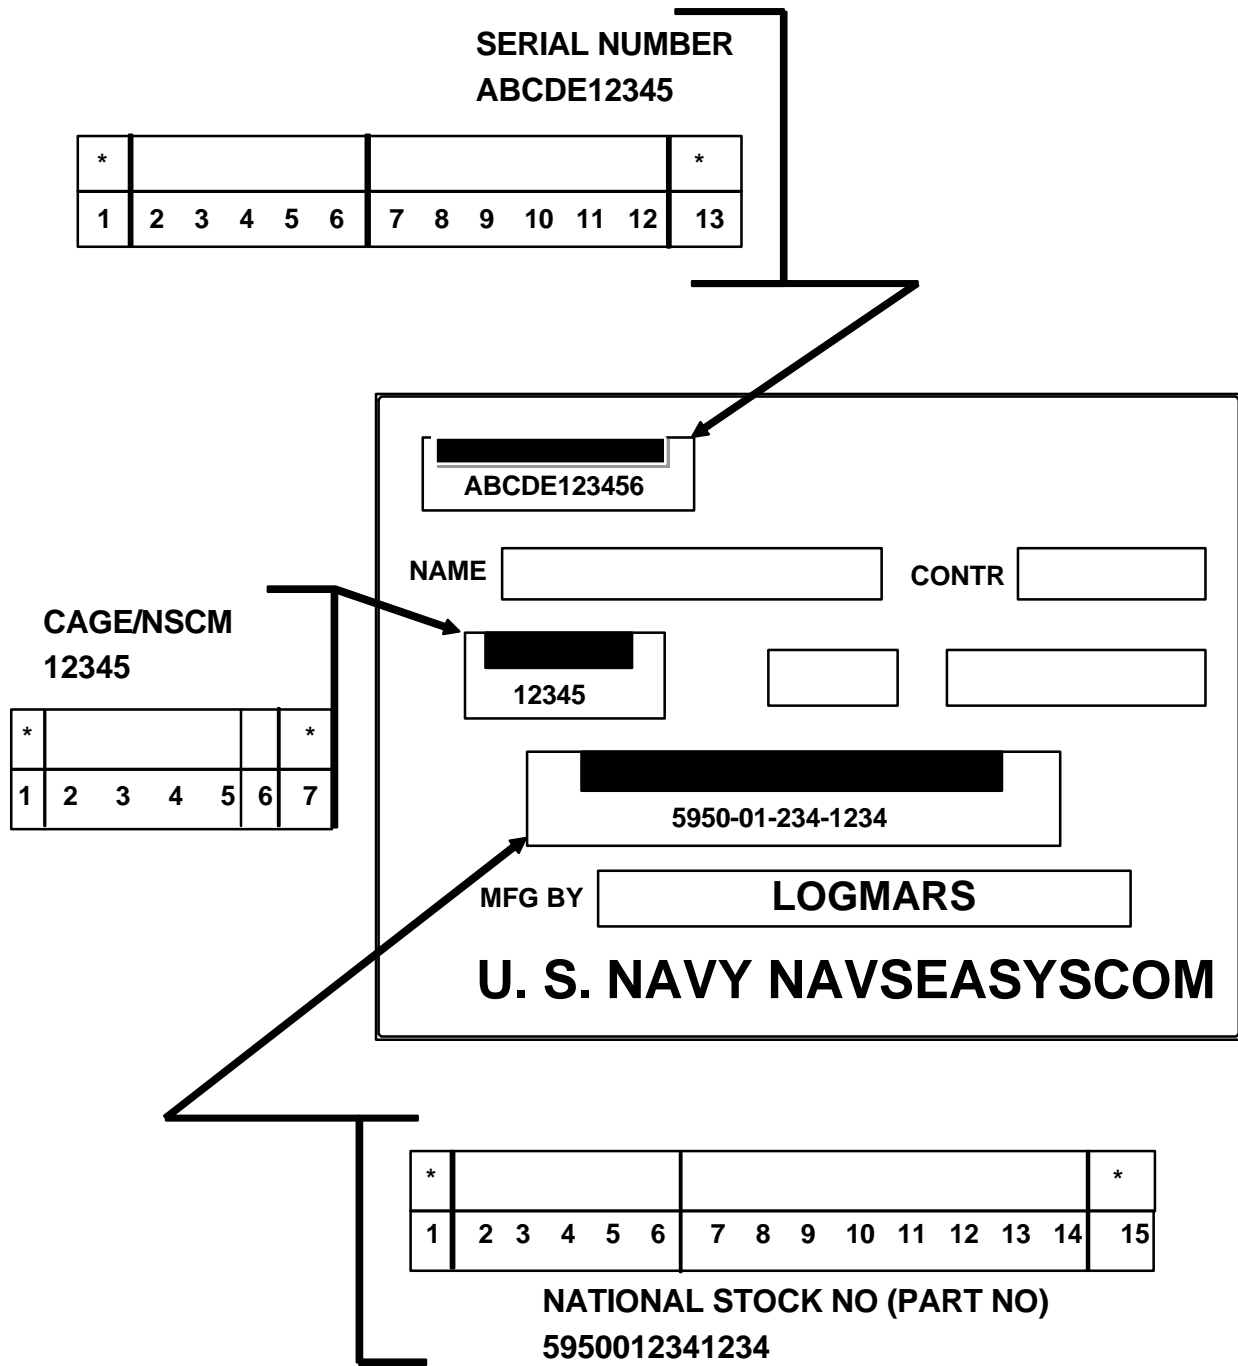 SERIAL NUMBER
ABCDE12345
* *
1 2 3 4 5 6 7 8 9 10 11 12 13
ABCDE123456
NAME CONTR
CAGE/NSCM
12345
* *
1 2 3 4 5 6 7
12345
5950-01-234-1234
MFG BY LOGMARS
U. S. NAVY NAVSEASYSCOM
* *
1 2 3 4 5 6 7 8 9 10 11 12 13 14 15
NATIONAL STOCK NO (PART NO)
5950012341234